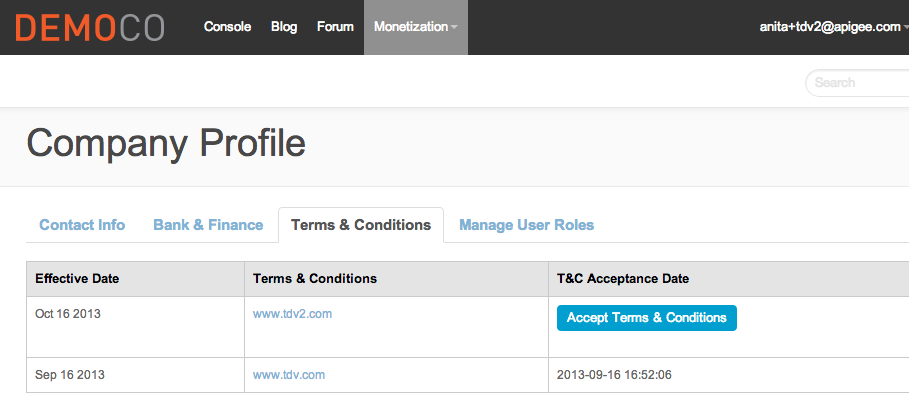 DEMOCO Console Blog Forum Monetization anita+tdv2@apigee.com
Search
Company Profile
Contact Info Bank & Finance Terms & Conditions Manage User Roles
Effective Date Terms & Conditions T&C Acceptance Date
Oct 16 2013 www.tdv2.com Accept Terms & Conditions
Sep 16 2013 www.tdv.com 2013-09-16 16:52:06